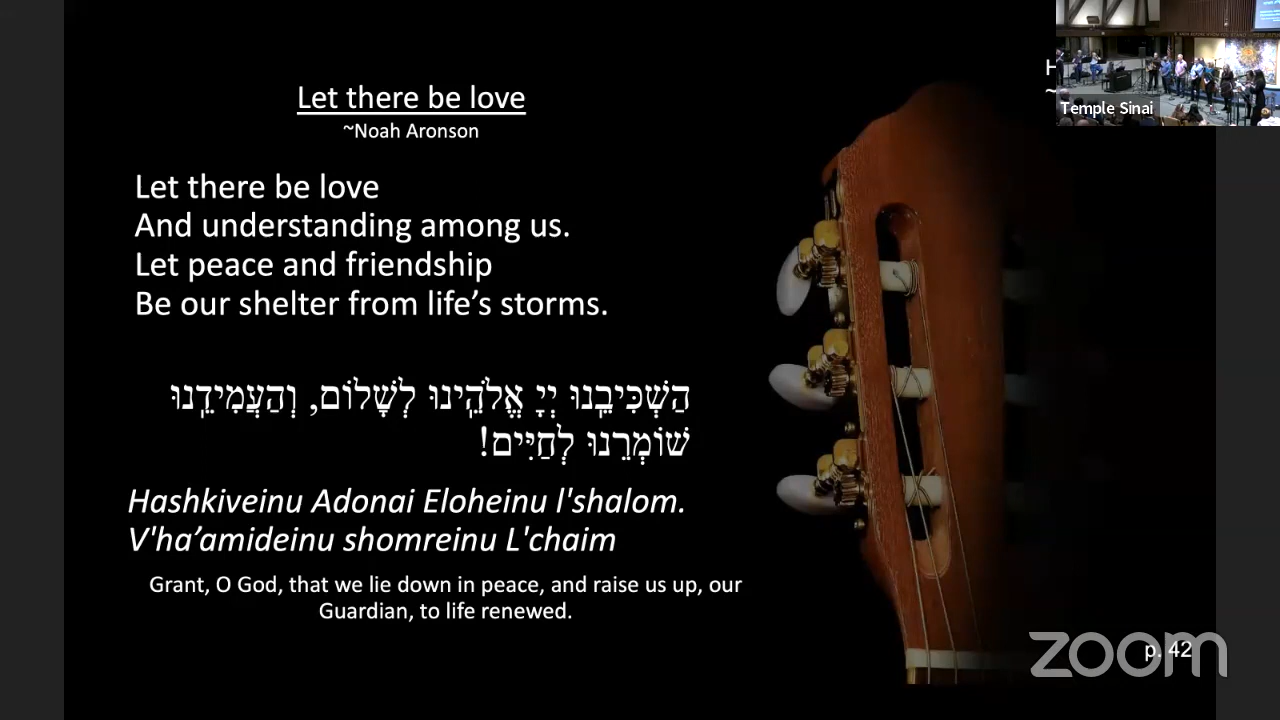 Let there be love
~Noah Aronson
Let there be love
And understanding among us.
Let peace and friendship
Be our shelter from life’s storms.
הַשְׁכִּיבֵֽנוּ יְיָ אֱלֹהֵֽינוּ לְשָׁלוֹם, וְהַעֲמִידֵֽנוּ
שׁוֹמְרֵנוּ לְחַיִּים!
Hashkiveinu Adonai Eloheinu l'shalom.
V'ha’amideinu shomreinu L'chaim
Grant, O God, that we lie down in peace, and raise us up, our
Guardian, to life renewed.
p. 42
zoom
Temple Sinai
H
~